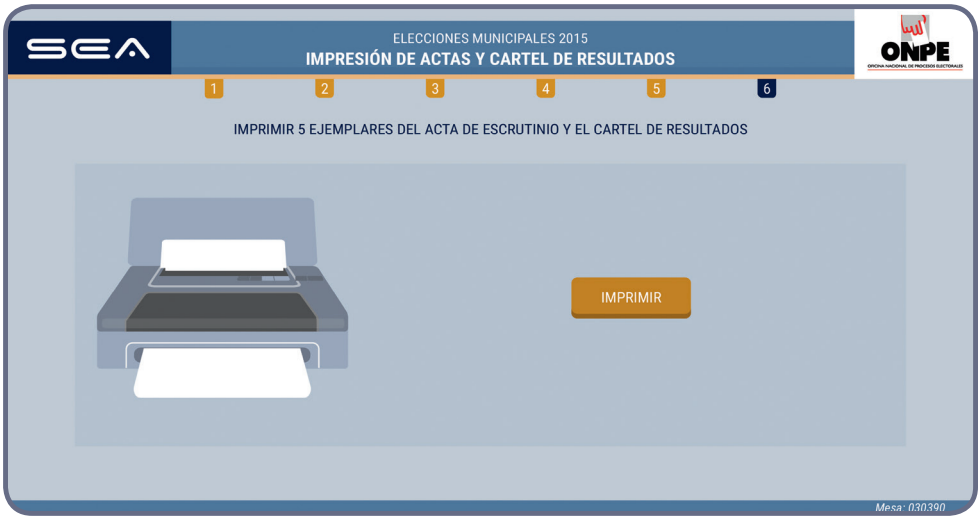 SEA
ELECCIONES MUNICIPALES 2015
IMPRESIÓN DE ACTAS Y CARTEL DE RESULTADOS
ONPE
OFICINA NACIONAL DE PROCESOS ELECTORALES
1 2 3 4 5 6
IMPRIMIR 5 EJEMPLARES DEL ACTA DE ESCRUTINIO Y EL CARTEL DE RESULTADOS
IMPRIMIR
Mesa: 030390